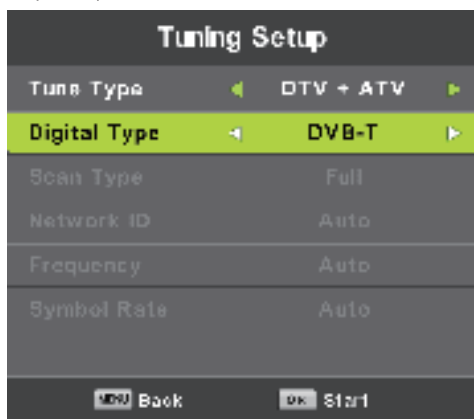 Tuning Setup
Tune Type DTV + ATV
Digital Type DVB-T
Scan Type Full
Network ID Auto
Frequency Auto
Symbol Rate Auto
MENU Back OK Start